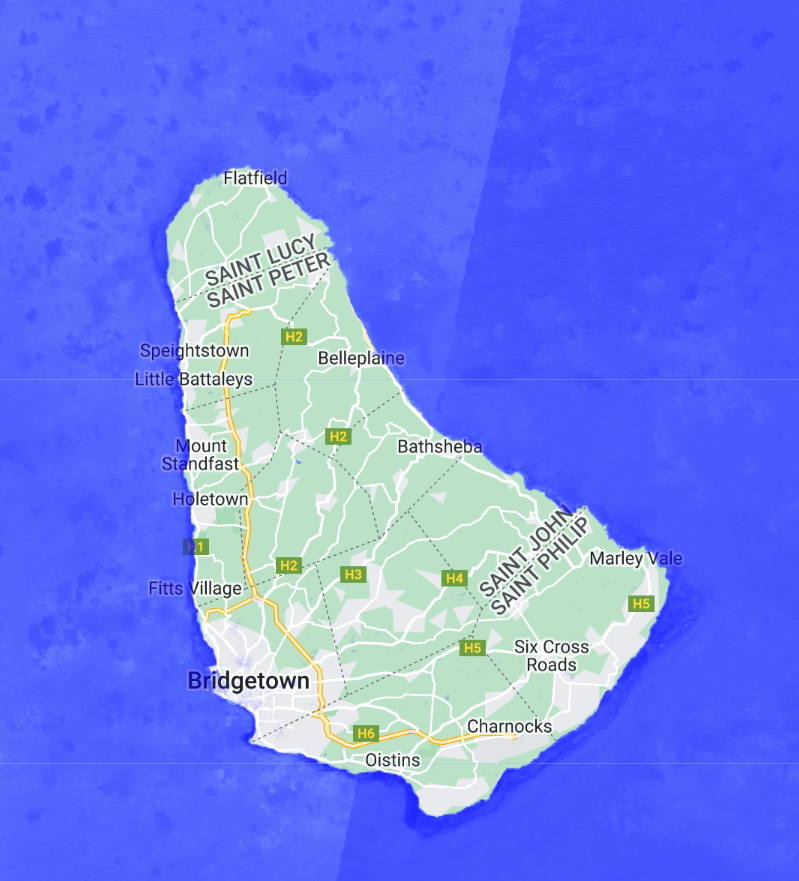 Flatfield
SAINT LUCY
SAINT PETER
H2
Speightstown
Belleplaine
Little Battaleys
H2
Mount
Standfast
Bathsheba
Holetown
SAINT JOHN
SAINT PHILIP
H1
Marley Vale
H2
H3
H4
Fitts Village
H5
H5
Six Cross
Roads
Bridgetown
Charnocks
H6
Oistins